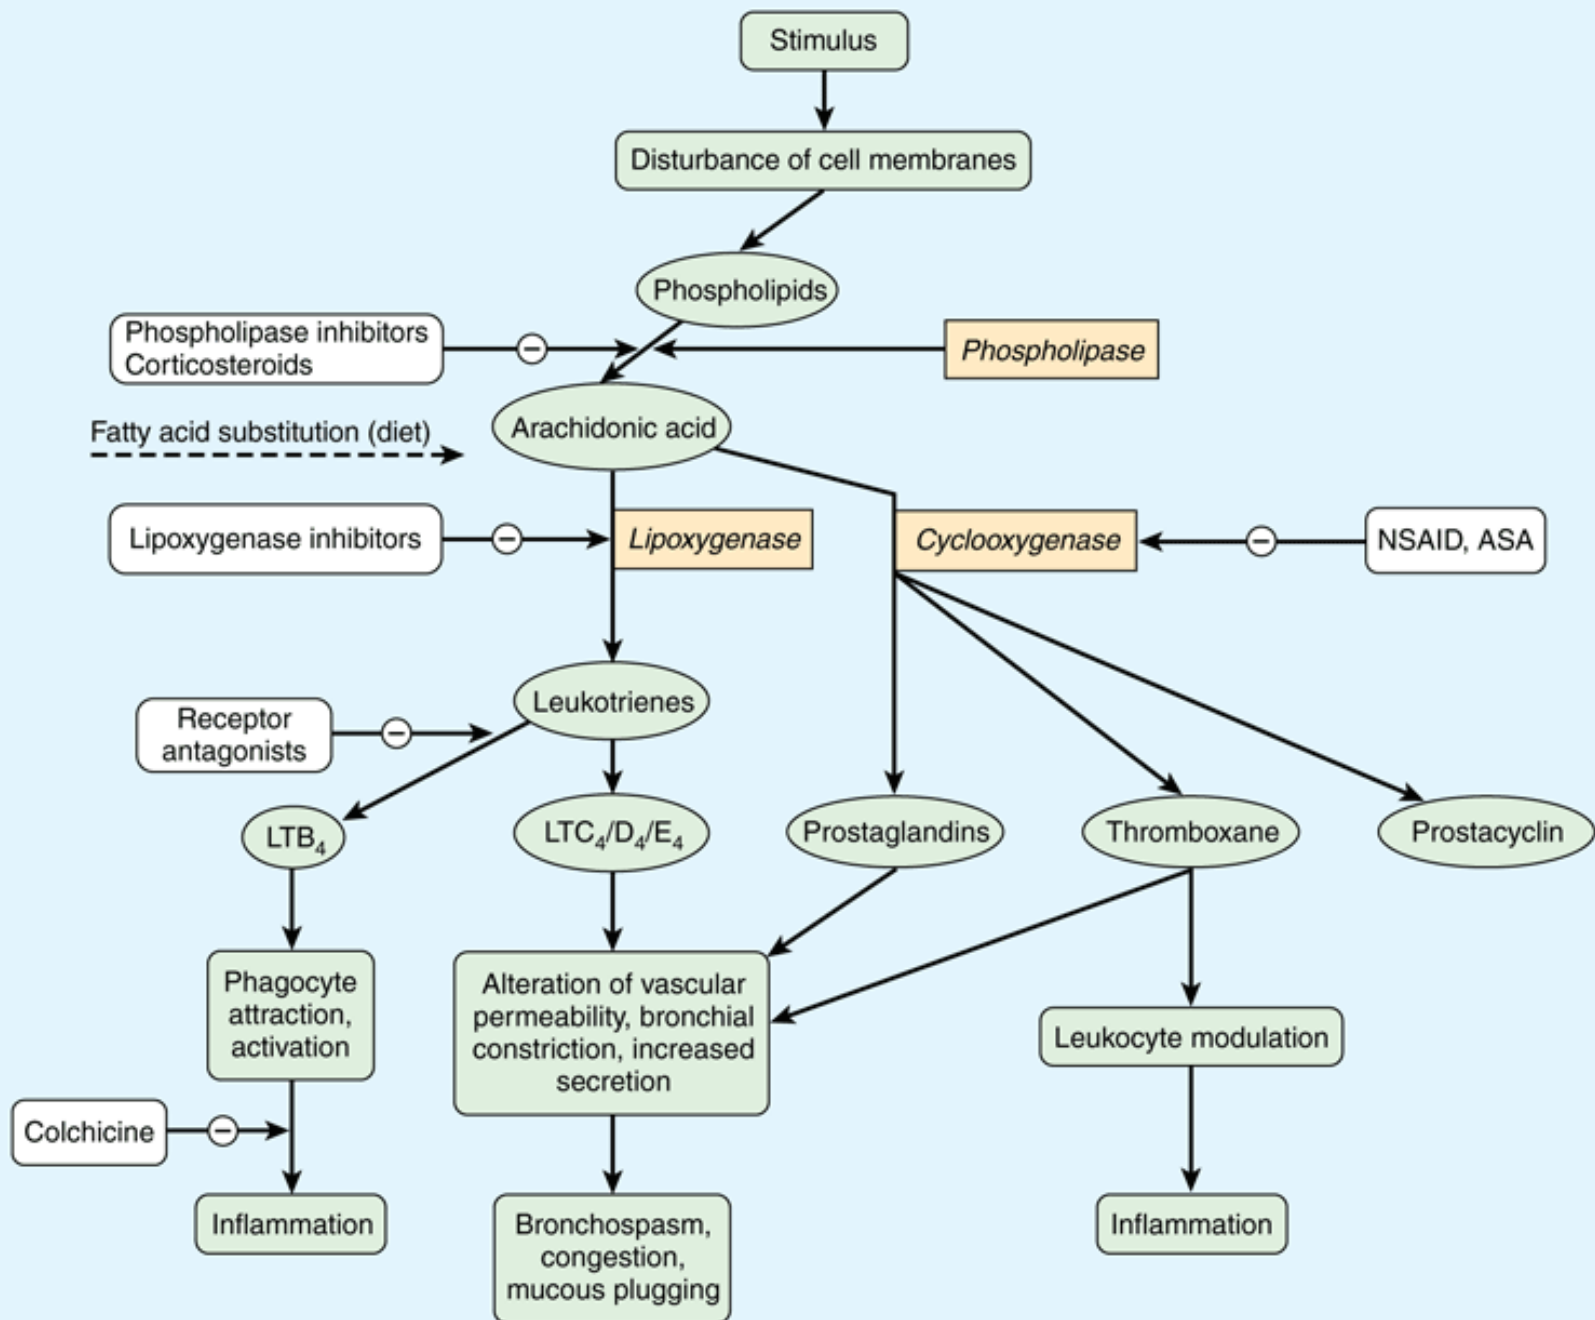 Stimulus
Disturbance of cell membranes
Phospholipids
Phospholipase inhibitors
Corticosteroids
Phospholipase
Fatty acid substitution (diet)
Arachidonic acid
Lipoxygenase inhibitors
Lipoxygenase
Cyclooxygenase
NSAID, ASA
Leukotrienes
Receptor
antagonists
LTB₄
LTC₄/D₄/E₄
Prostaglandins
Thromboxane
Prostacyclin
Phagocyte
attraction,
activation
Alteration of vascular
permeability, bronchial
constriction, increased
secretion
Leukocyte modulation
Colchicine
Inflammation
Bronchospasm,
congestion,
mucous plugging
Inflammation